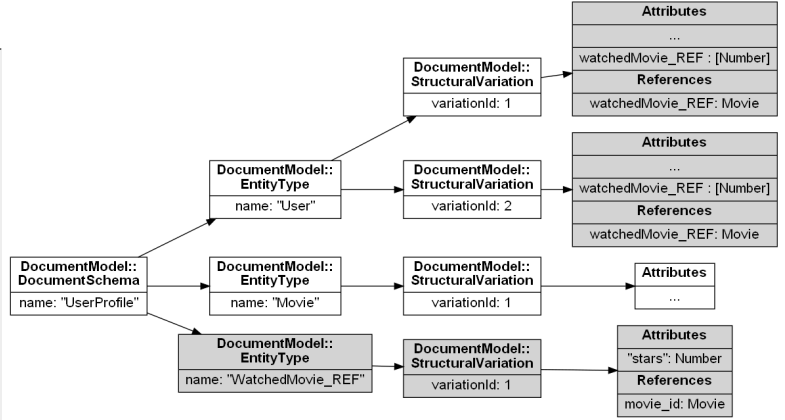 Attributes
...
watchedMovie_REF : [Number]
References
watchedMovie_REF: Movie
DocumentModel::
StructuralVariation
variationId: 1
DocumentModel::
EntityType
name: "User"
DocumentModel::
StructuralVariation
variationId: 2
Attributes
...
watchedMovie_REF : [Number]
References
watchedMovie_REF: Movie
DocumentModel::
DocumentSchema
name: "UserProfile"
DocumentModel::
EntityType
name: "Movie"
DocumentModel::
StructuralVariation
variationId: 1
Attributes
...
DocumentModel::
EntityType
name: "WatchedMovie_REF"
DocumentModel::
StructuralVariation
variationId: 1
Attributes
"stars": Number
References
movie_id: Movie